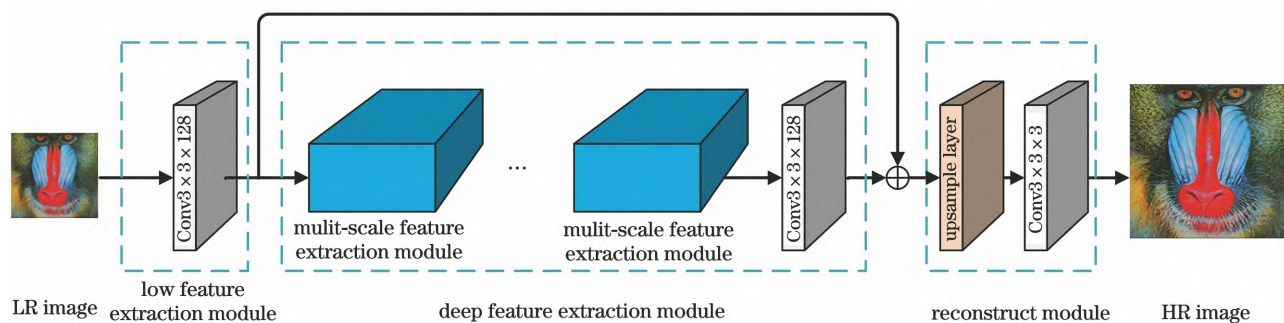 Conv3 × 3 × 128
mulit-scale feature
extraction module
...
mulit-scale feature
extraction module
Conv3 × 3 × 128
upsample layer
Conv3 × 3 × 3
LR image
low feature
extraction module
deep feature extraction module
reconstruct module
HR image